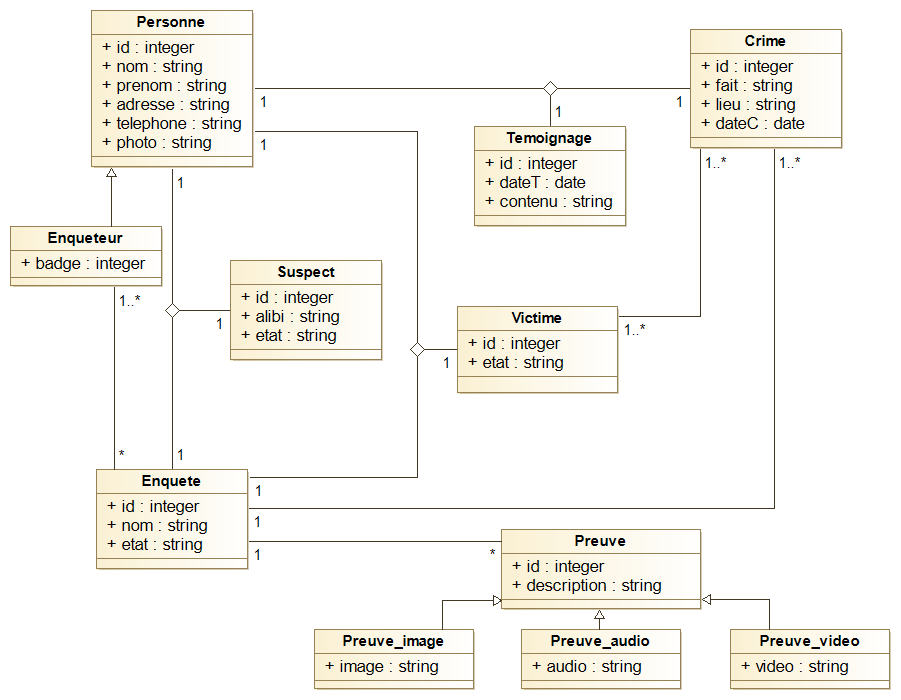 Personne
+ id : integer
+ nom : string
+ prenom : string
+ adresse : string
+ telephone : string
+ photo : string
Crime
+ id : integer
+ fait : string
+ lieu : string
+ dateC : date
1
1
1
1
Temoignage
+ id : integer
+ dateT : date
+ contenu : string
1
1..*
1..*
Enqueteur
+ badge : integer
Suspect
+ id : integer
+ alibi : string
+ etat : string
1..*
1
Victime
+ id : integer
+ etat : string
1..*
1
*
1
Enquete
+ id : integer
+ nom : string
+ etat : string
1
1
1
*
Preuve
+ id : integer
+ description : string
Preuve_image
+ image : string
Preuve_audio
+ audio : string
Preuve_video
+ video : string